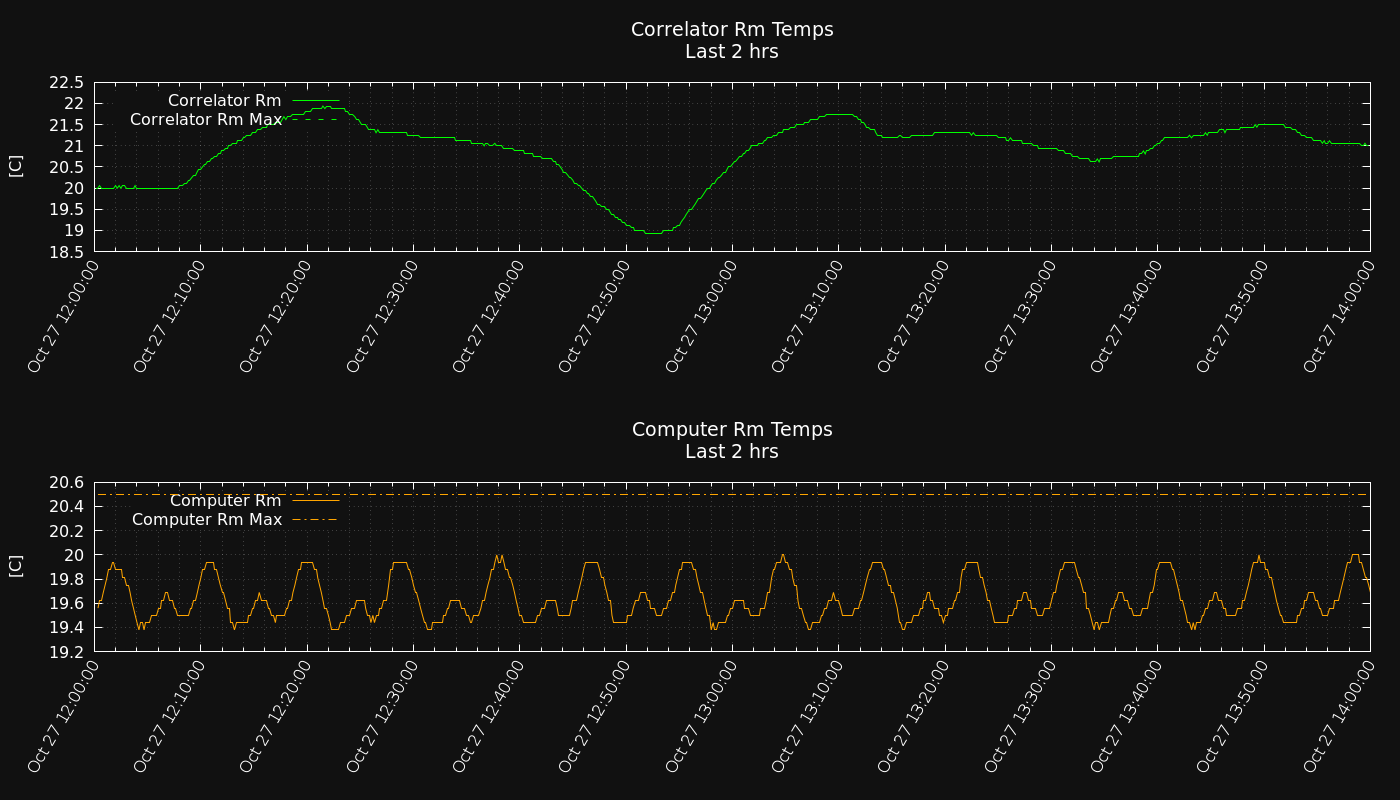 Correlator Rm Temps
Last 2 hrs
Correlator Rm
Correlator Rm Max
[C]
22.5
22
21.5
21
20.5
20
19.5
19
18.5
Oct 27 12:00:00
Oct 27 12:10:00
Oct 27 12:20:00
Oct 27 12:30:00
Oct 27 12:40:00
Oct 27 12:50:00
Oct 27 13:00:00
Oct 27 13:10:00
Oct 27 13:20:00
Oct 27 13:30:00
Oct 27 13:40:00
Oct 27 13:50:00
Oct 27 14:00:00
Computer Rm Temps
Last 2 hrs
Computer Rm
Computer Rm Max
[C]
20.6
20.4
20.2
20
19.8
19.6
19.4
19.2
Oct 27 12:00:00
Oct 27 12:10:00
Oct 27 12:20:00
Oct 27 12:30:00
Oct 27 12:40:00
Oct 27 12:50:00
Oct 27 13:00:00
Oct 27 13:10:00
Oct 27 13:20:00
Oct 27 13:30:00
Oct 27 13:40:00
Oct 27 13:50:00
Oct 27 14:00:00